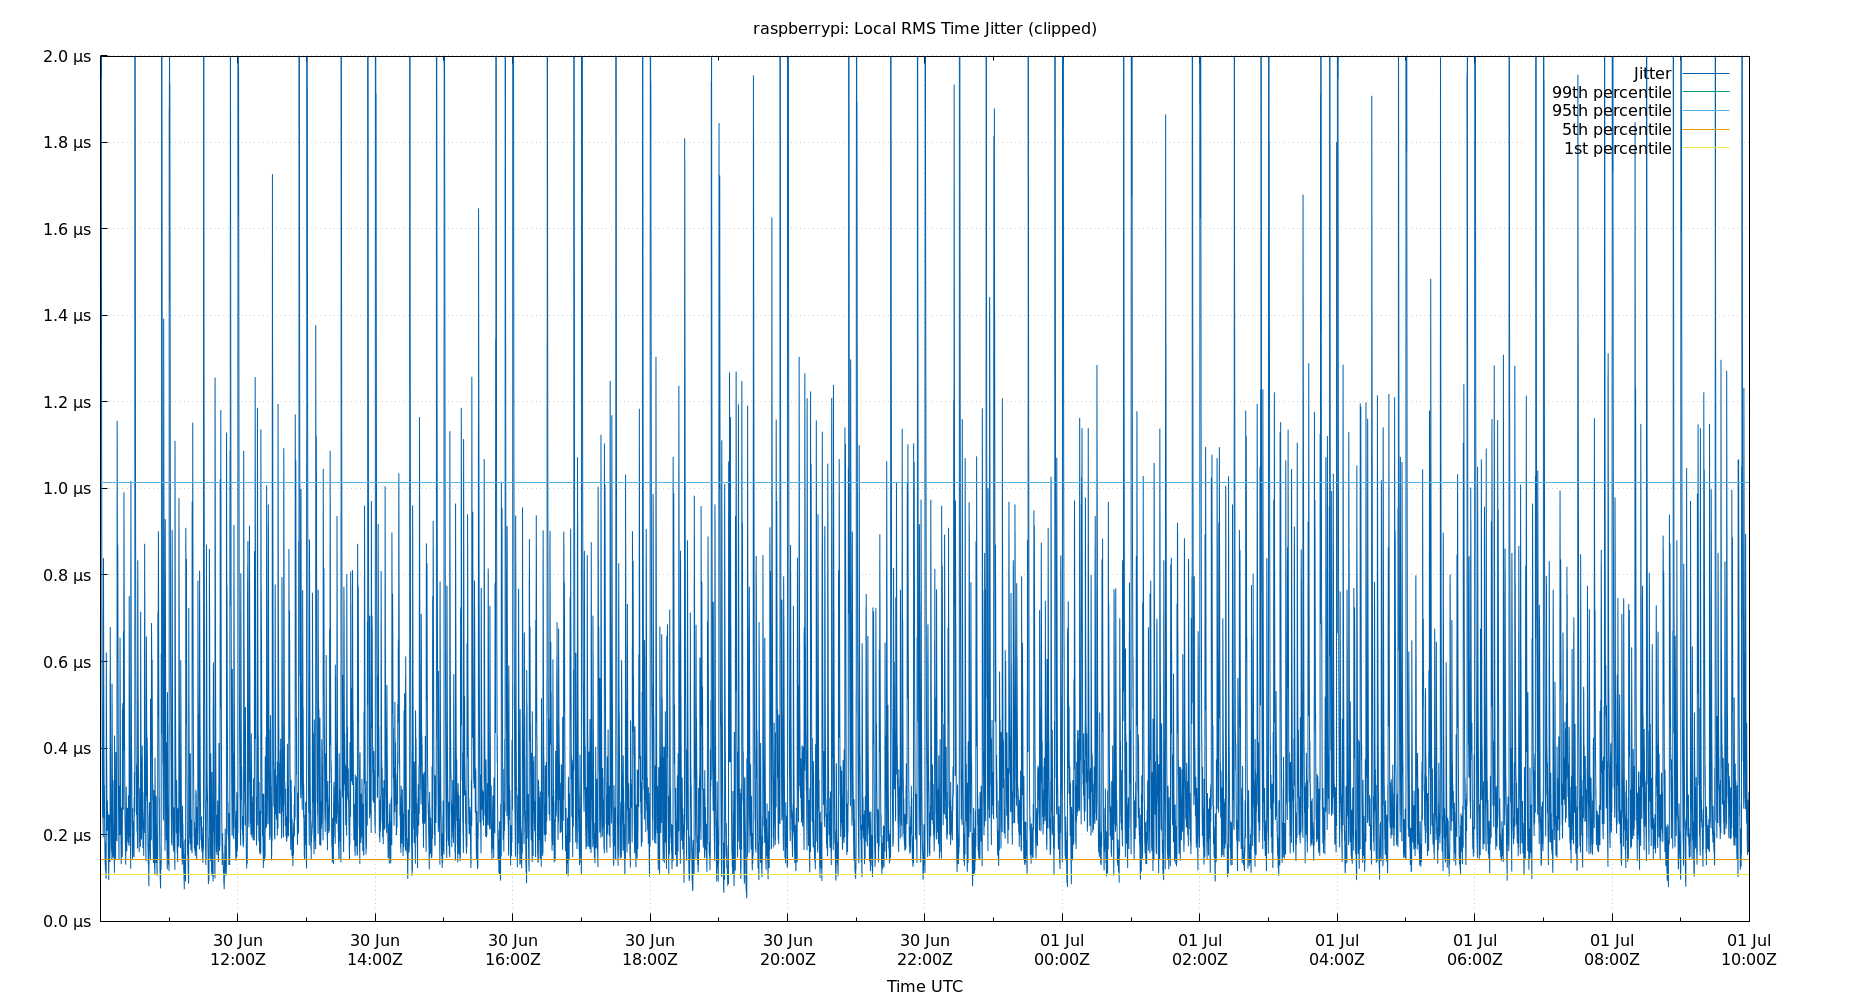 raspberrypi: Local RMS Time Jitter (clipped)
2.0 µs
1.8 µs
1.6 µs
1.4 µs
1.2 µs
1.0 µs
0.8 µs
0.6 µs
0.4 µs
0.2 µs
0.0 µs
Jitter
99th percentile
95th percentile
5th percentile
1st percentile
30 Jun 30 Jun 30 Jun 30 Jun 30 Jun 30 Jun 01 Jul 01 Jul 01 Jul 01 Jul 01 Jul 01 Jul
12:00Z 14:00Z 16:00Z 18:00Z 20:00Z 22:00Z 00:00Z 02:00Z 04:00Z 06:00Z 08:00Z 10:00Z
Time UTC